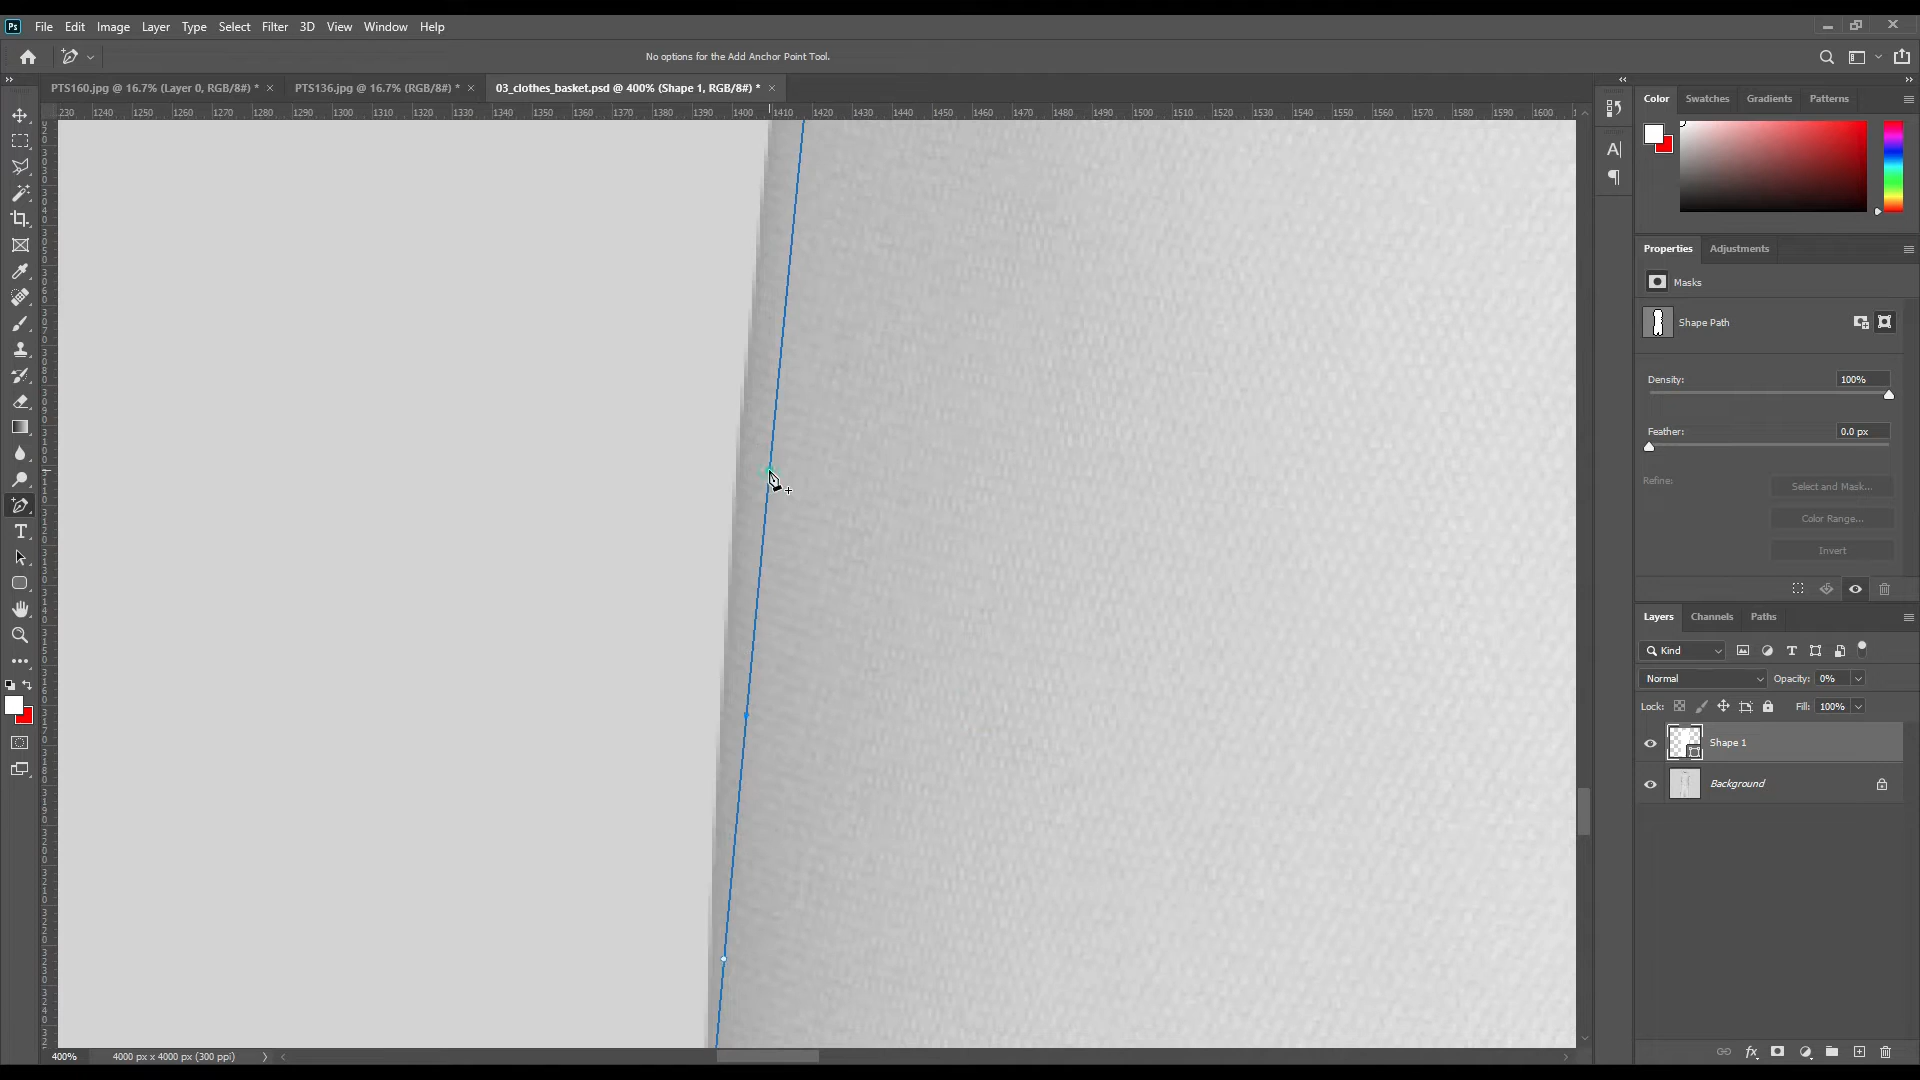 Ps File Edit Image Layer Type Select Filter 3D View Window Help
No options for the Add Anchor Point Tool.
PTS160.jpg @ 16.7% (Layer 0, RGB/8#) * × PTS136.jpg @ 16.7% (RGB/8#) * × 03_clothes_basket.psd @ 400% (Shape 1, RGB/8#) * ×
230 1240 1250 1260 1270 1280 1290 1300 1310 1320 1330 1340 1350 1360 1370 1380 1390 1400 1410 1420 1430 1440 1450 1460 1470 1480 1490 1500 1510 1520 1530 1540 1550 1560 1570 1580 1590 1600
Color Swatches Gradients Patterns
Properties Adjustments
Masks
Shape Path
Density: 100%
Feather: 0.0 px
Refine: Select and Mask...
Color Range...
Invert
Layers Channels Paths
Kind
Normal Opacity: 0%
Lock: Fill: 100%
Shape 1
Background
400% 4000 px x 4000 px (300 ppi)